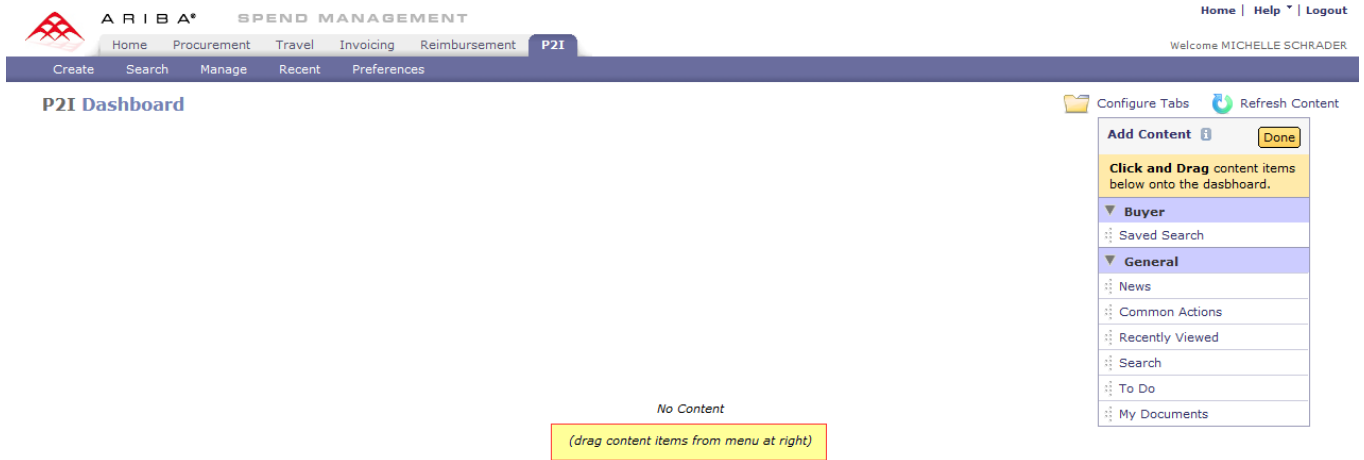 Home | Help | Logout
ARIBA® SPEND MANAGEMENT
Home Procurement Travel Invoicing Reimbursement P2I
Welcome MICHELLE SCHRADER
Create Search Manage Recent Preferences
P2I Dashboard
Configure Tabs Refresh Content
Add Content i Done
Click and Drag content items
below onto the dasbhoard.
Buyer
Saved Search
General
News
Common Actions
Recently Viewed
Search
To Do
My Documents
No Content
(drag content items from menu at right)